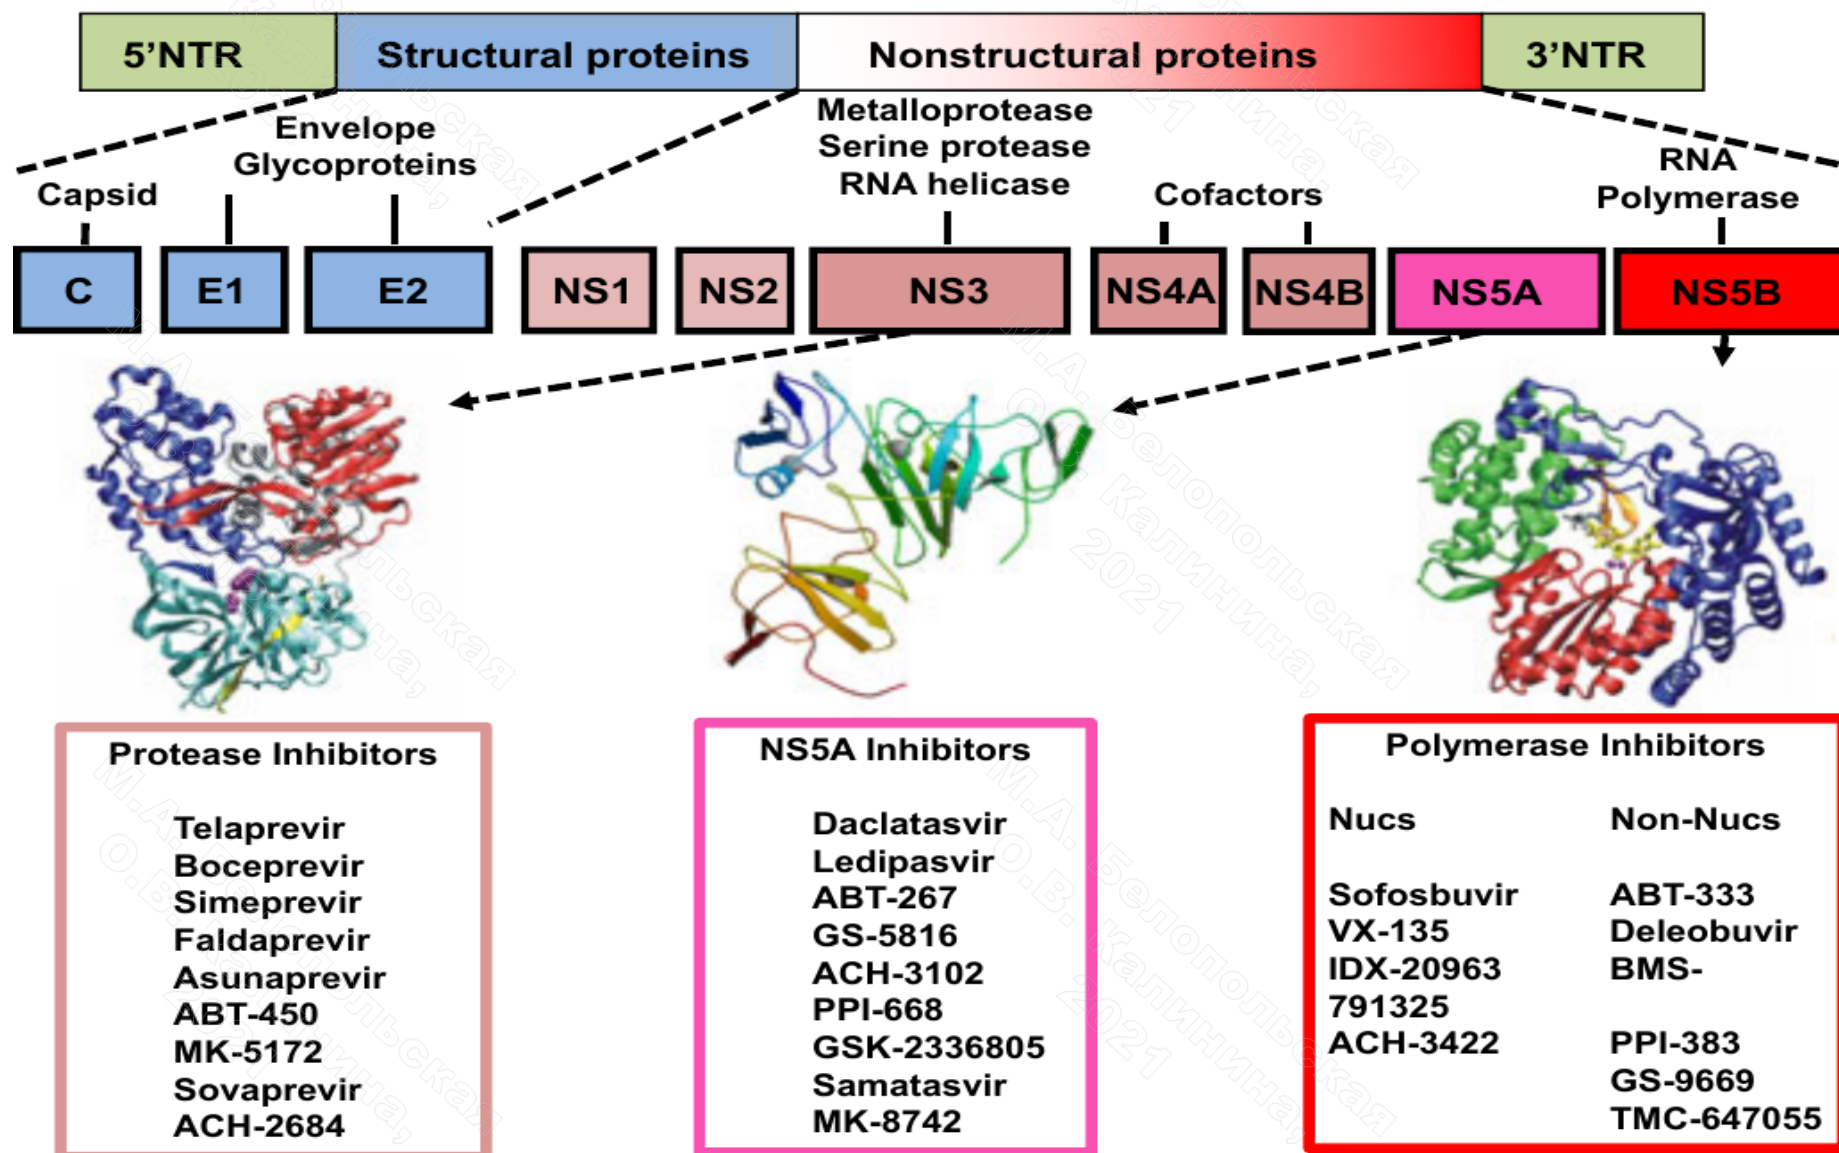 5’NTR
Structural proteins
Nonstructural proteins
3’NTR
Envelope
Glycoproteins
Capsid
Metalloprotease
Serine protease
RNA helicase
Cofactors
RNA
Polymerase
C
E1
E2
NS1
NS2
NS3
NS4A
NS4B
NS5A
NS5B
Protease Inhibitors
Telaprevir
Boceprevir
Simeprevir
Faldaprevir
Asunaprevir
ABT-450
MK-5172
Sovaprevir
ACH-2684
NS5A Inhibitors
Daclatasvir
Ledipasvir
ABT-267
GS-5816
ACH-3102
PPI-668
GSK-2336805
Samatasvir
MK-8742
Polymerase Inhibitors
Nucs Non-Nucs
Sofosbuvir ABT-333
VX-135 Deleobuvir
IDX-20963 BMS-
791325
ACH-3422 PPI-383
GS-9669
TMC-647055
М.А. Белопольская
О.В. Калинина,
2021